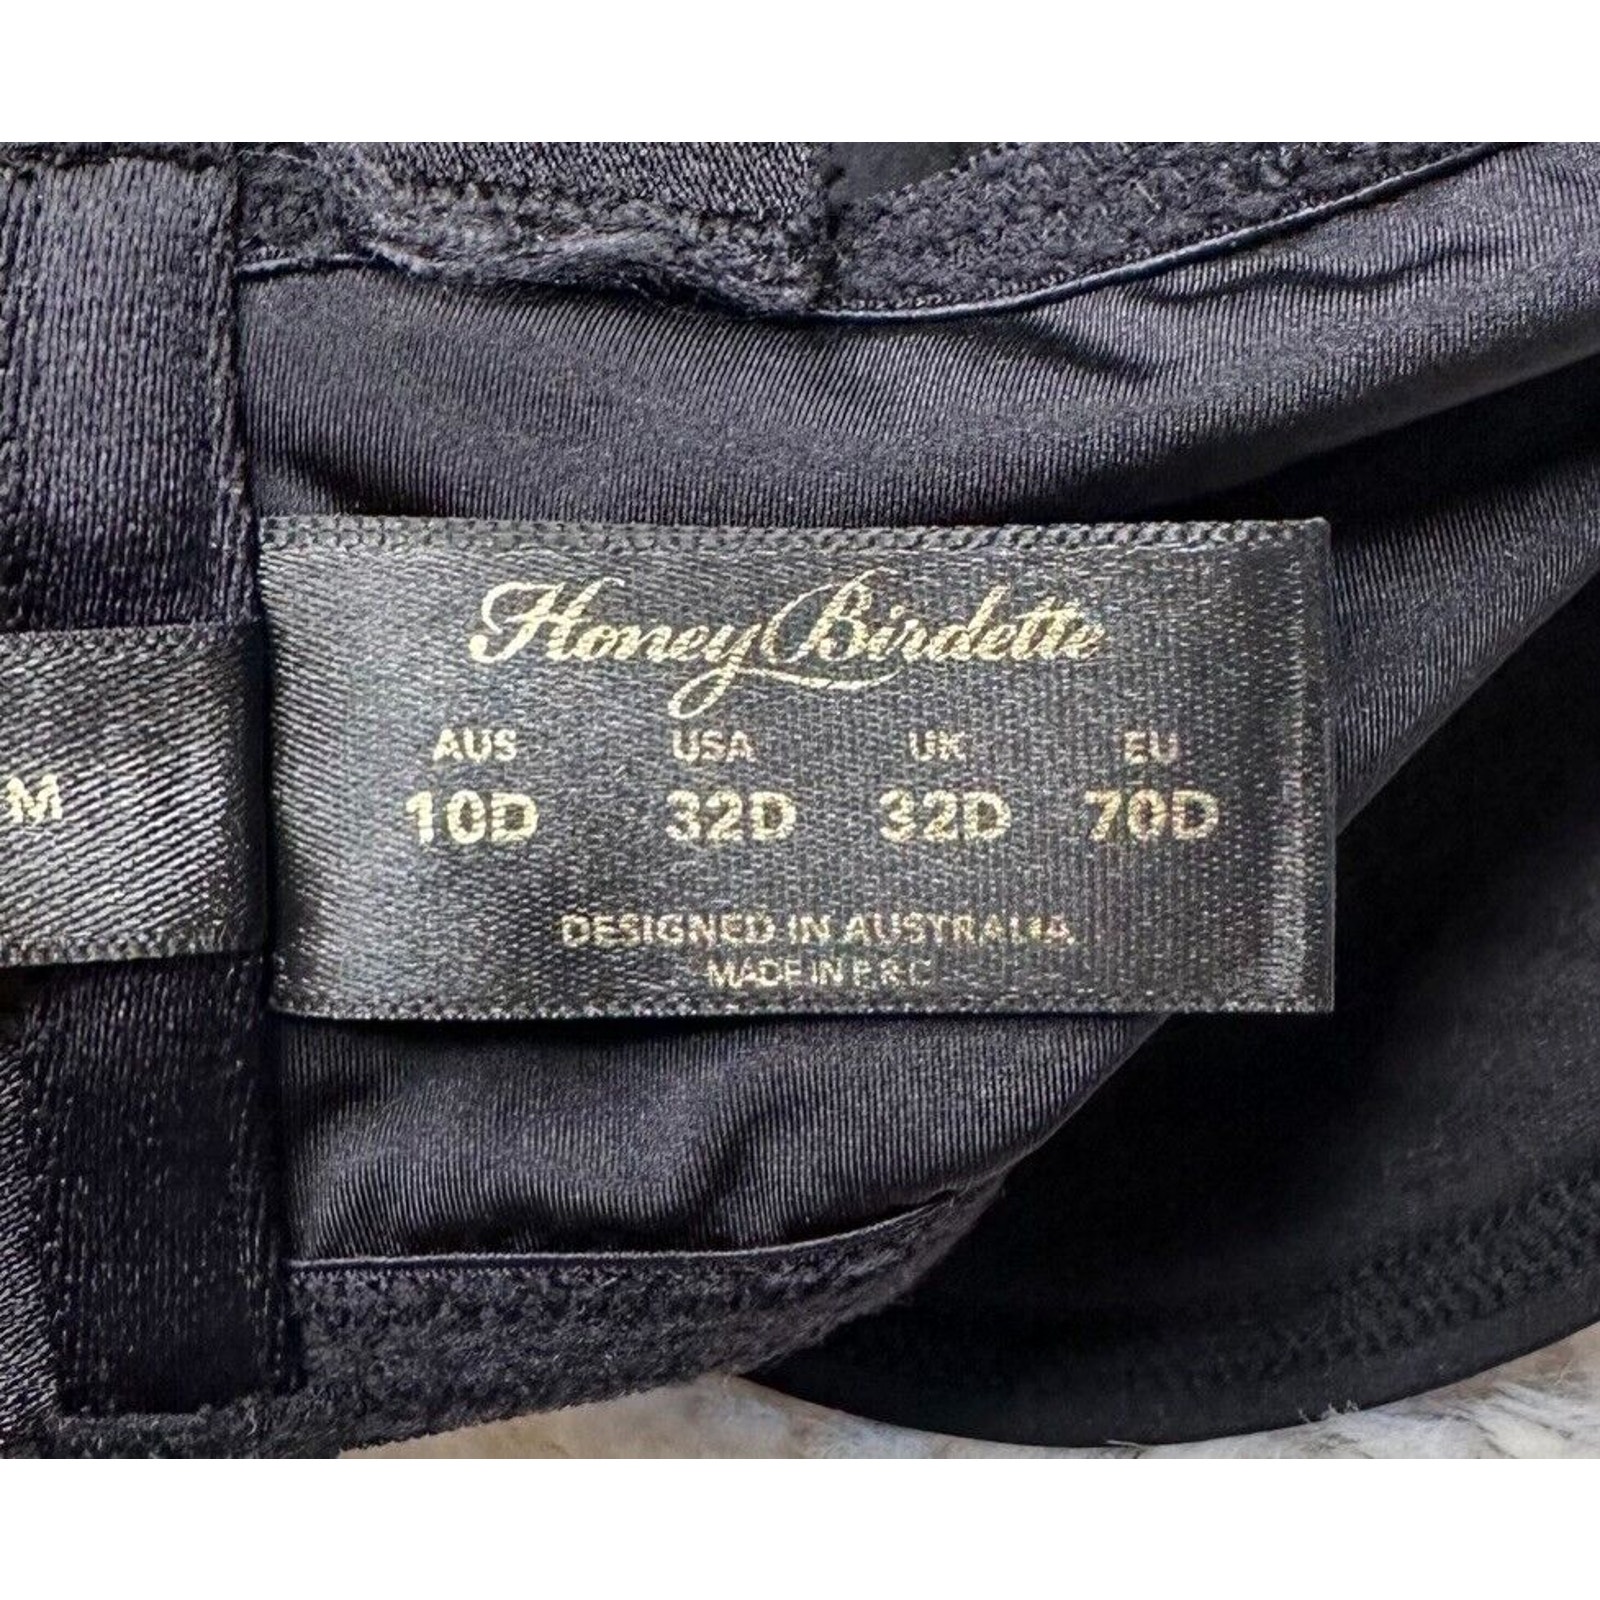 Honey Birdette
AUS USA UK EU
10D 32D 32D 70D
DESIGNED IN AUSTRALIA
MADE IN P.R.C
M